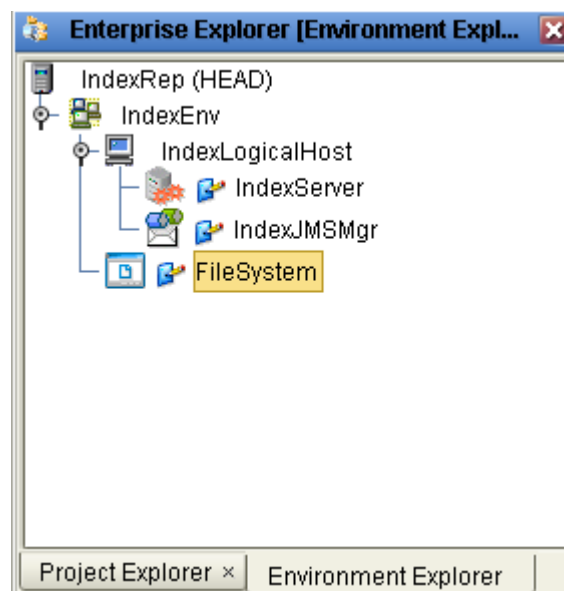 Enterprise Explorer [Environment Expl...
IndexRep (HEAD)
IndexEnv
IndexLogicalHost
IndexServer
IndexJMSMgr
FileSystem
Project Explorer × Environment Explorer